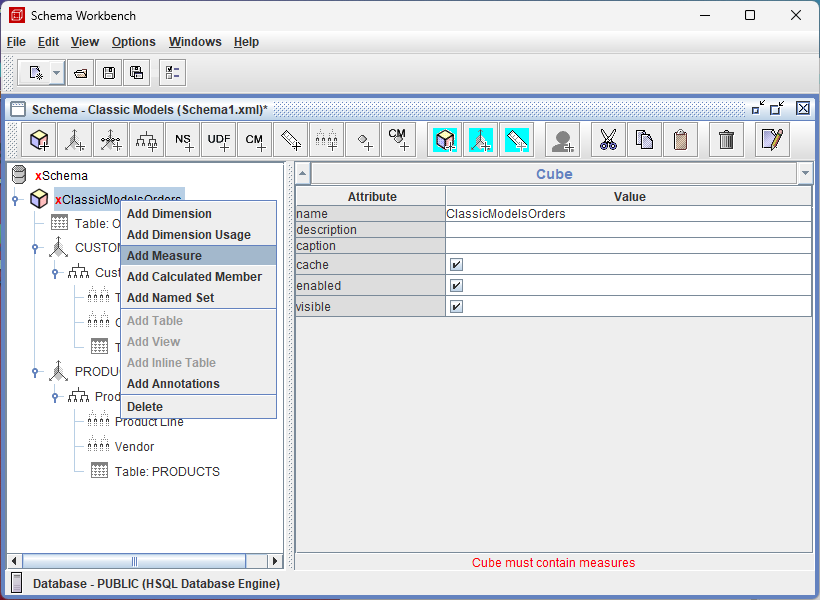 Schema Workbench
File Edit View Options Windows Help
Schema - Classic Models (Schema1.xml)*
NS UDF CM CM
xSchema
xClassicModelsOrders
Table: O
CUSTOM
Cust
T
C
T
PRODU
Prod
Product Line
Vendor
Table: PRODUCTS
Add Dimension
Add Dimension Usage
Add Measure
Add Calculated Member
Add Named Set
Add Table
Add View
Add Inline Table
Add Annotations
Delete
Cube
Attribute Value
name ClassicModelsOrders
description
caption
cache
enabled
visible
Cube must contain measures
Database - PUBLIC (HSQL Database Engine)